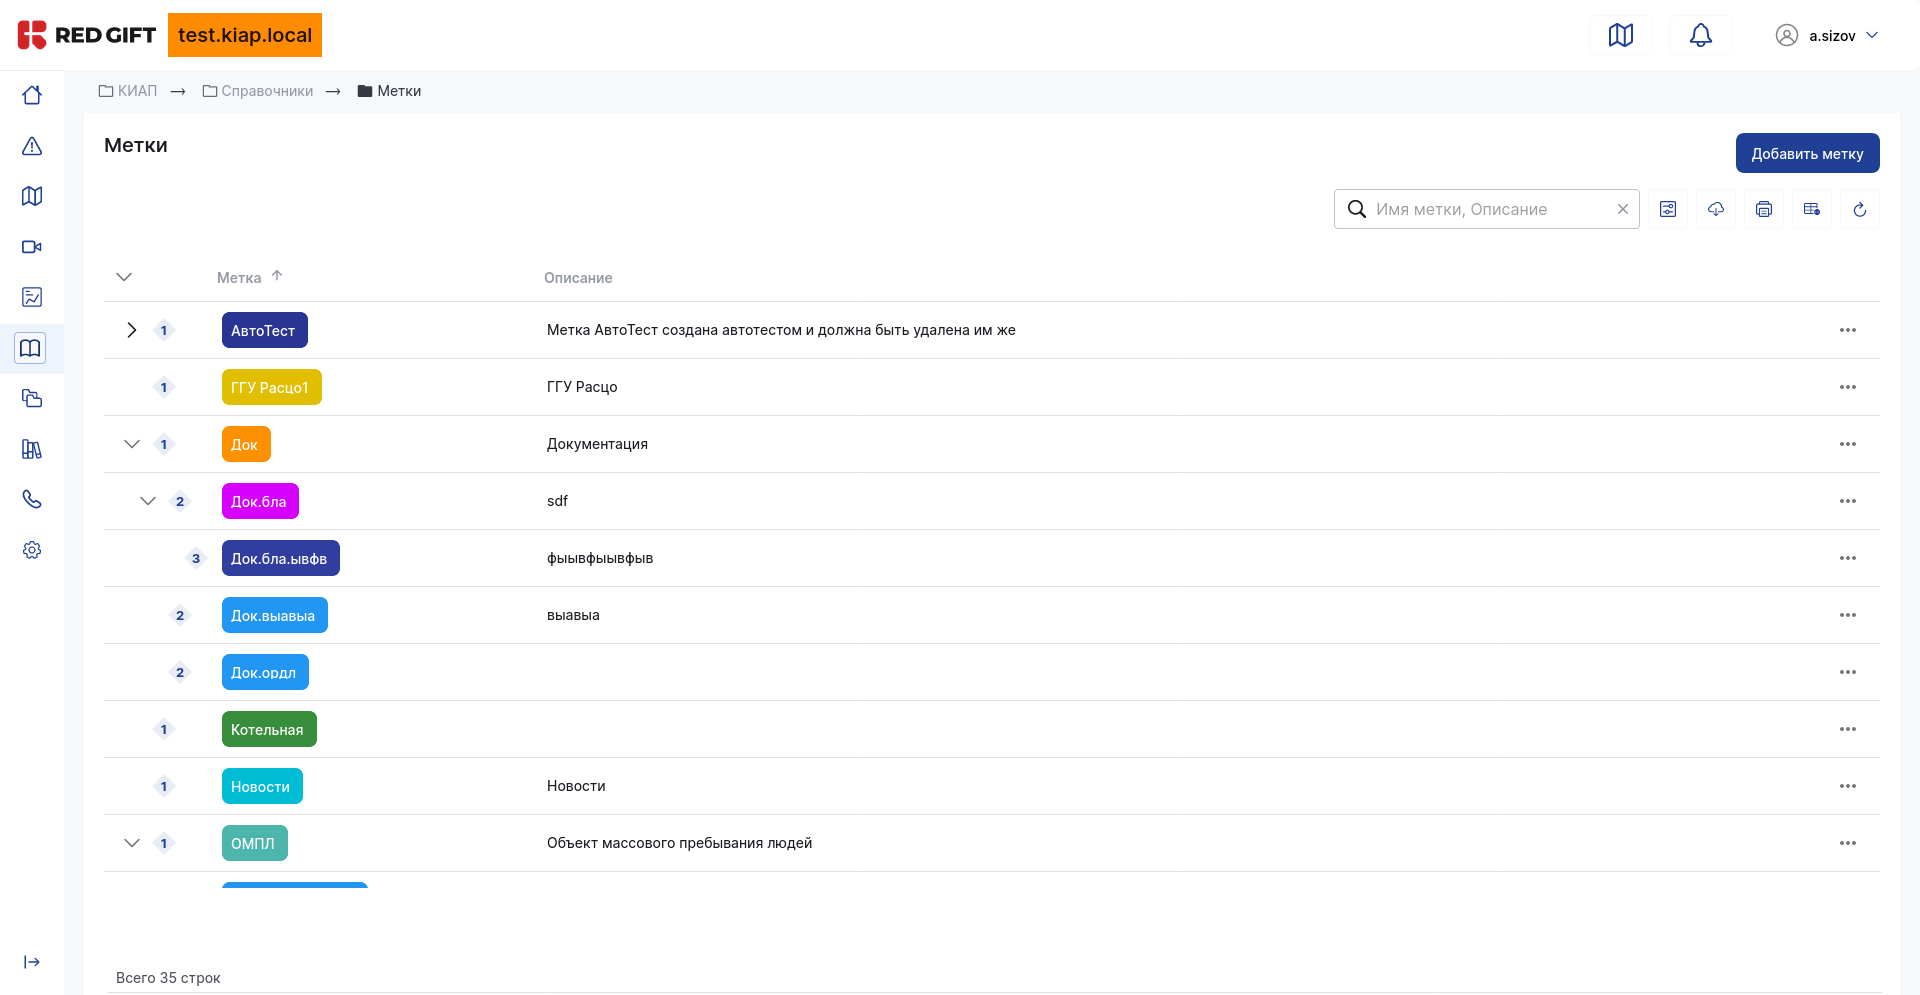 RED GIFT
test.kiap.local
a.sizov
КИАП → Справочники → Метки
Метки
Добавить метку
Имя метки, Описание
Метка Описание
1 АвтоТест Метка АвтоТест создана автотестом и должна быть удалена им же
1 ГГУ Расцо1 ГГУ Расцо
1 Док Документация
2 Док.бла sdf
3 Док.бла.ывфв фыывфыывфыв
2 Док.выавыа выавыа
2 Док.ордл
1 Котельная
1 Новости Новости
1 ОМПЛ Объект массового пребывания людей
Всего 35 строк